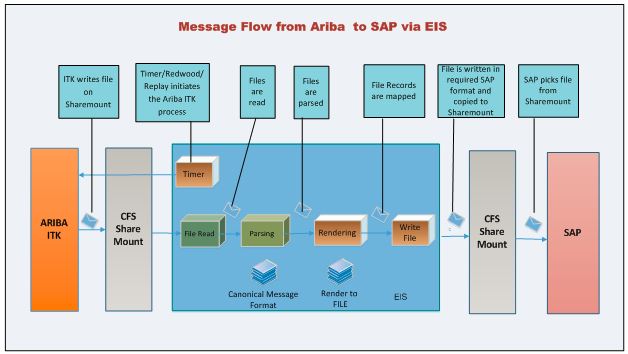 Message Flow from Ariba to SAP via EIS
ITK writes file
on
Sharemount
Timer/Redwood/
Replay initiates
the Ariba ITK
process
Files
are
read
Files
are
parsed
File Records
are mapped
File is written in
required SAP
format and
copied to
Sharemount
SAP picks file
from
Sharemount
Timer
ARIBA
ITK
CFS
Share
Mount
File Read
Parsing
Rendering
Write
File
CFS
Share
Mount
SAP
Canonical Message
Format
Render to
FILE
EIS